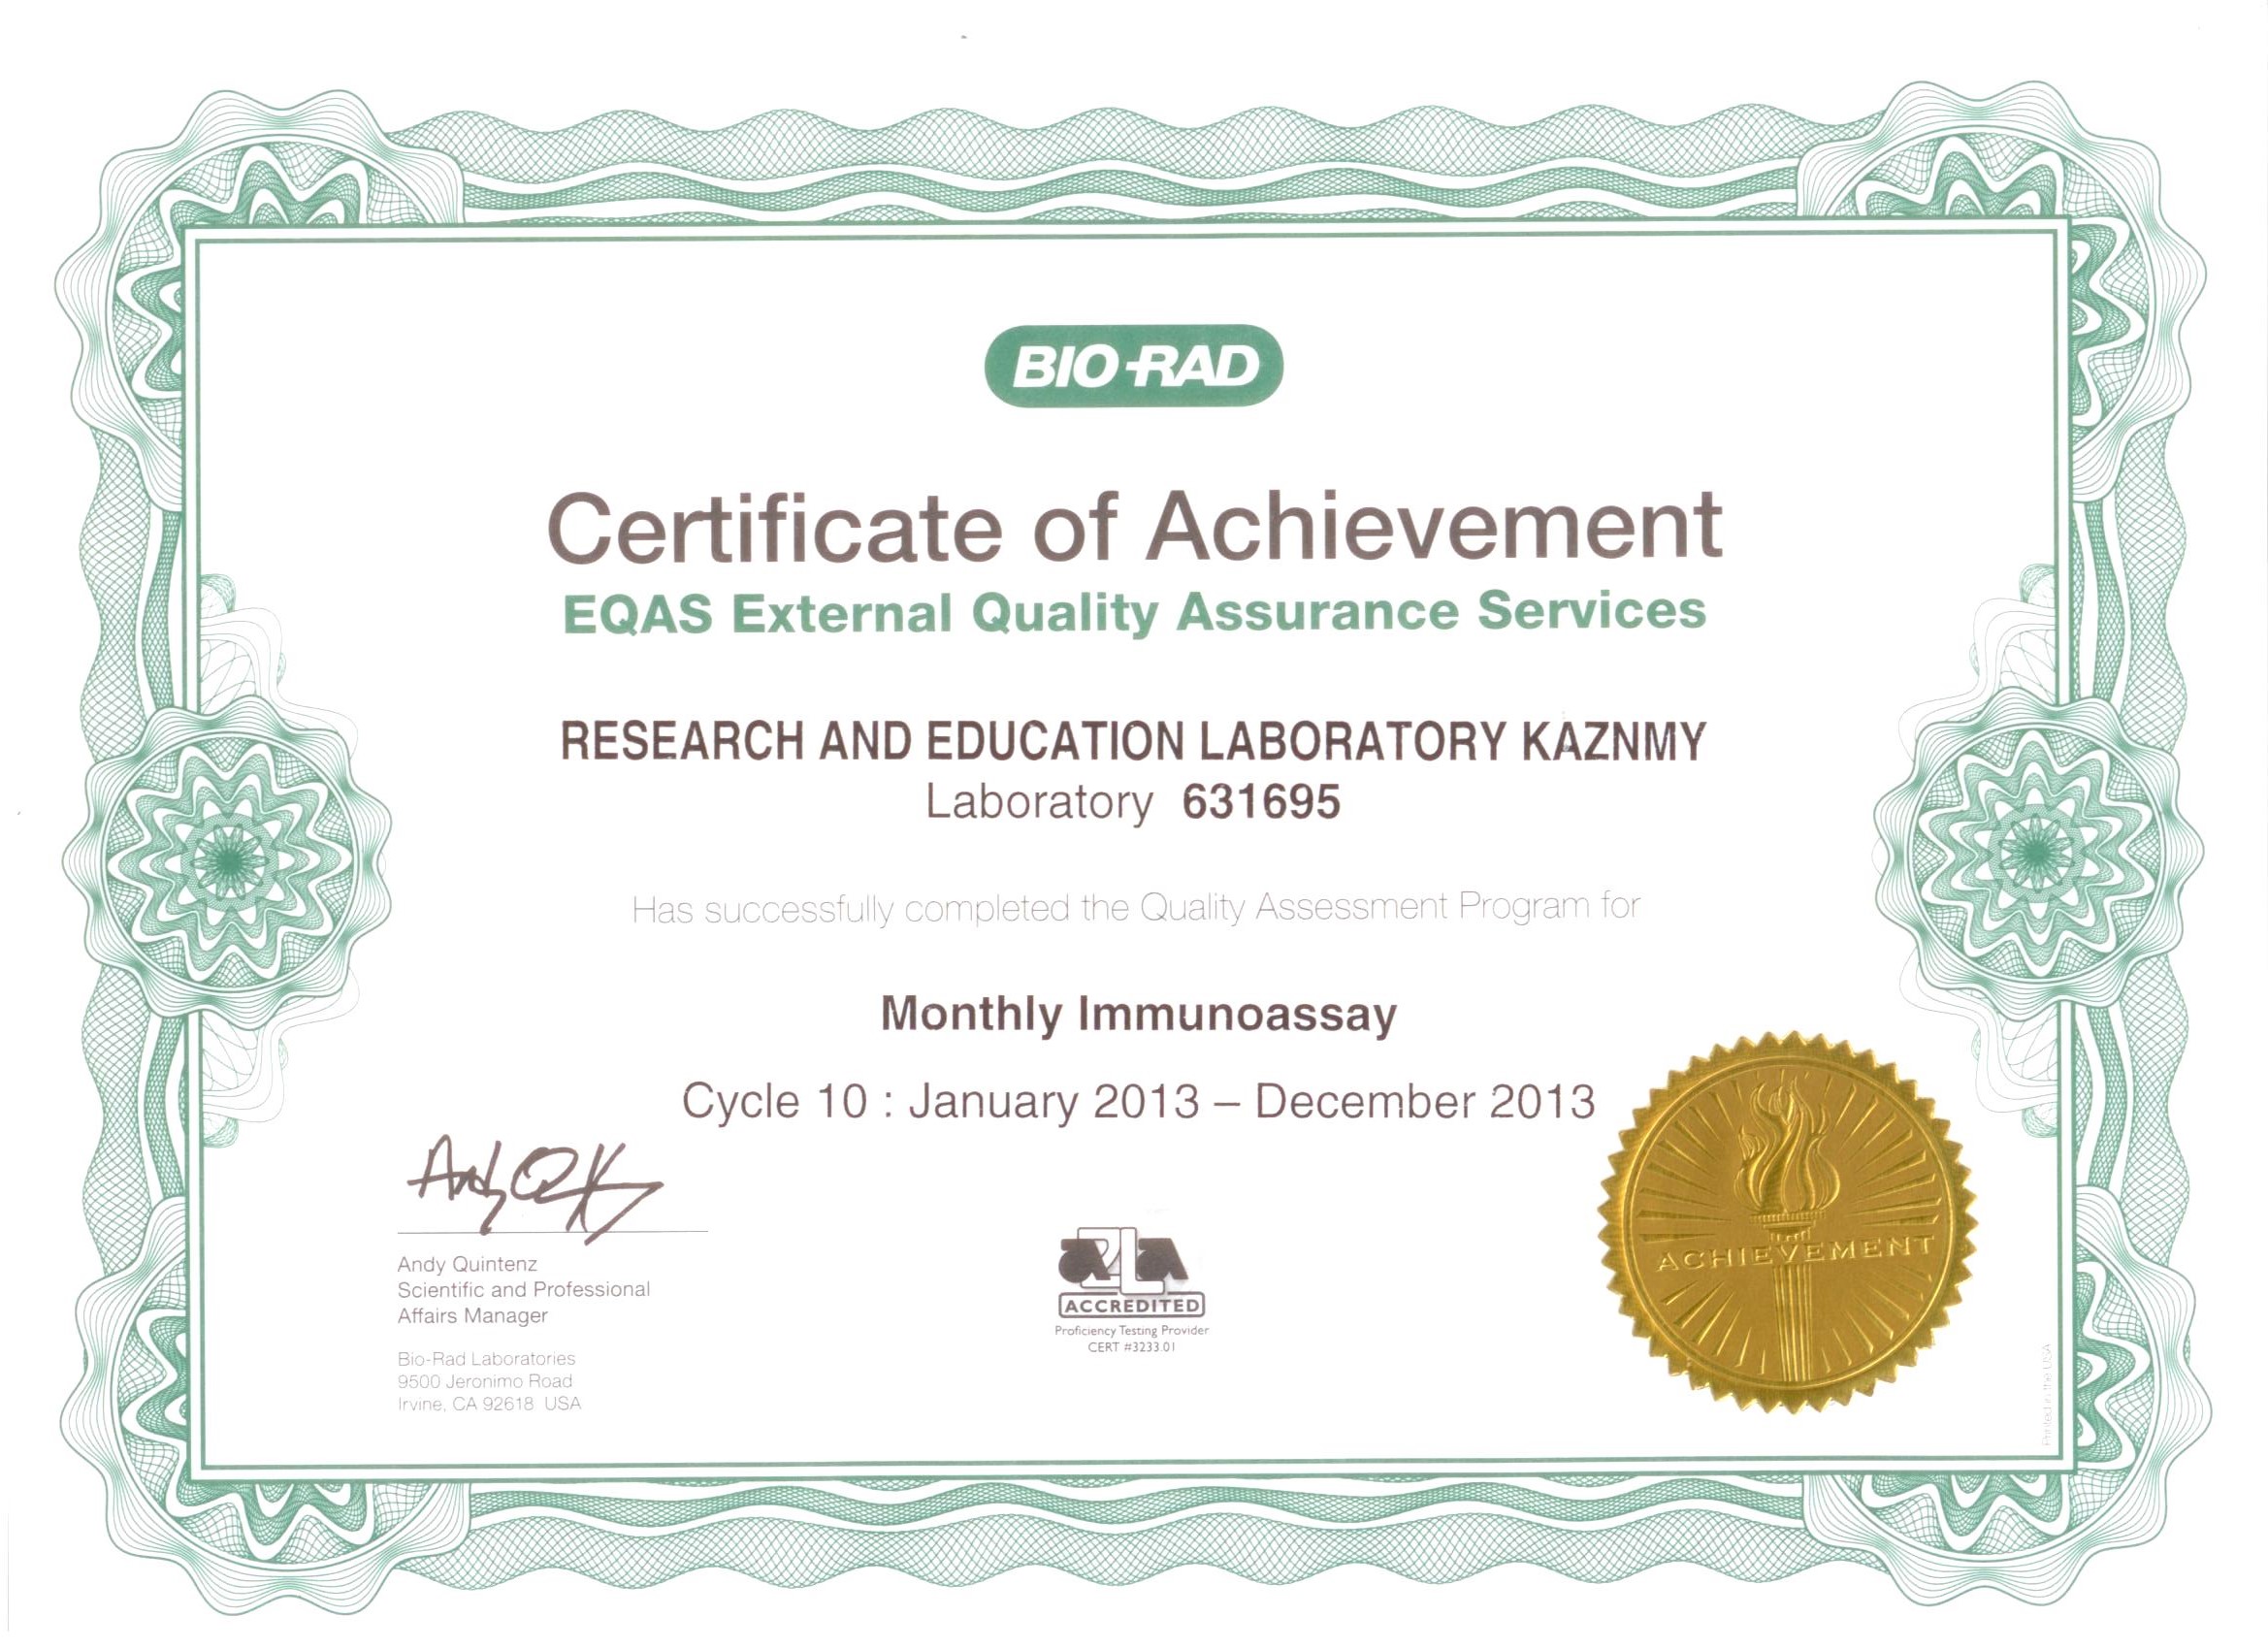 BIO-RAD
Certificate of Achievement
EQAS External Quality Assurance Services
RESEARCH AND EDUCATION LABORATORY KAZNMY
Laboratory 631695
Has successfully completed the Quality Assessment Program for
Monthly Immunoassay
Cycle 10 : January 2013 – December 2013
Andy Quintenz
Scientific and Professional
Affairs Manager
Bio-Rad Laboratories
9500 Jeronimo Road
Irvine, CA 92618 USA
A2LA
ACCREDITED
Proficiency Testing Provider
CERT #3233.01
ACHIEVEMENT
Printed in the USA